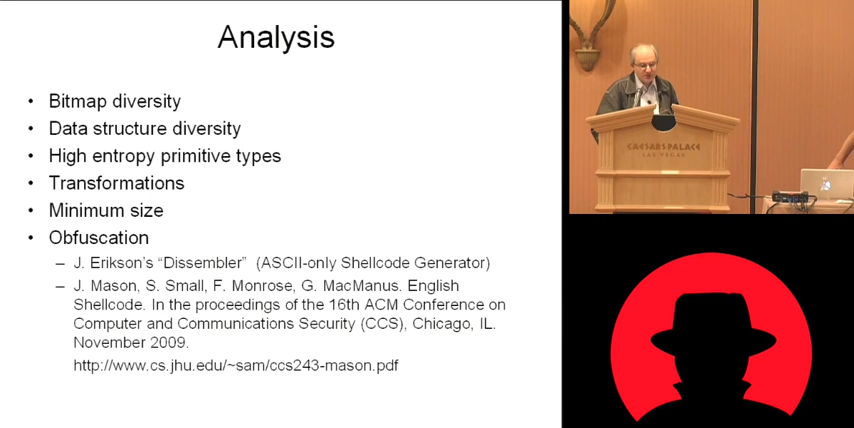 Analysis
• Bitmap diversity
• Data structure diversity
• High entropy primitive types
• Transformations
• Minimum size
• Obfuscation
– J. Erikson's “Dissembler” (ASCII-only Shellcode Generator)
– J. Mason, S. Small, F. Monrose, G. MacManus. English
Shellcode. In the proceedings of the 16th ACM Conference on
Computer and Communications Security (CCS), Chicago, IL.
November 2009.
http://www.cs.jhu.edu/~sam/ccs243-mason.pdf
CAESARS PALACE
LAS VEGAS